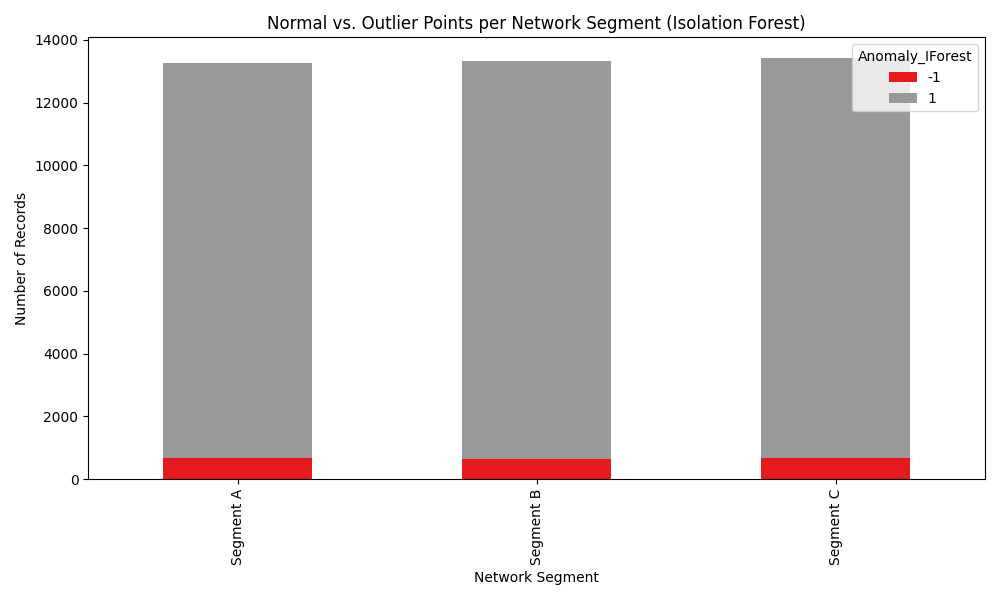 Normal vs. Outlier Points per Network Segment (Isolation Forest)
Anomaly_IForest
-1
1
14000
12000
10000
8000
6000
4000
2000
0
Number of Records
Segment A
Segment B
Segment C
Network Segment